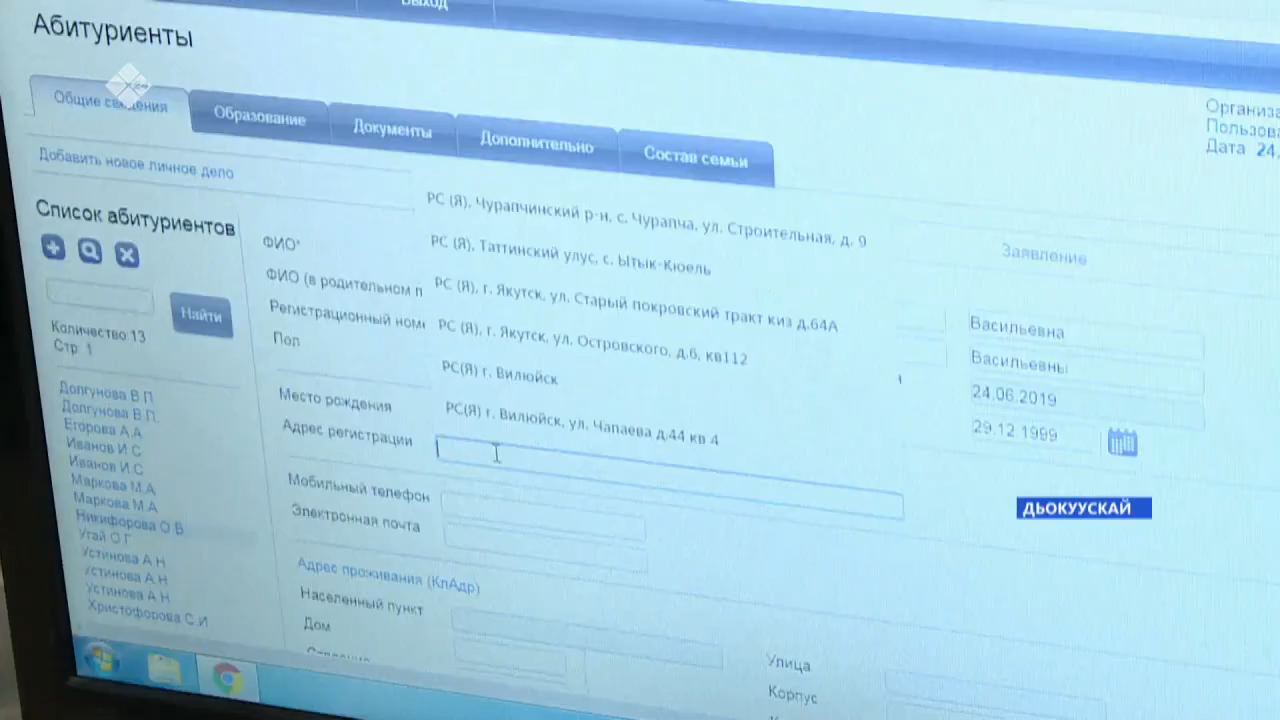 Выход
Абитуриенты
Общие сведения
Образование
Документы
Дополнительно
Состав семьи
Организа
Пользова
Дата 24.
Добавить новое личное дело
Список абитуриентов
Найти
Количество:13
Стр: 1
Долгунова В.П.
Долгунова В.П.
Егорова А.А
Иванов И.С
Иванов И.С
Маркова М.А
Маркова М.А
Никифорова О.В
Угай О.Г
Устинова А.Н
Устинова А.Н
Устинова А.Н
Христофорова С.И
РС (Я), Чурапчинский р-н, с. Чурапча, ул. Строительная, д. 9
РС (Я), Таттинский улус, с. Ытык-Кюель
РС (Я), г. Якутск, ул. Старый покровский тракт киз д.64А
РС (Я), г. Якутск, ул. Островского, д.6, кв112
РС(Я) г. Вилюйск
РС(Я) г. Вилюйск, ул. Чапаева д.44 кв 4
Заявление
ФИО*
ФИО (в родительном п
Регистрационный номе
Пол
Васильевна
Васильевны
24.06.2019
29.12.1999
Место рождения
Адрес регистрации
Мобильный телефон
Электронная почта
ДЬОКУУСКАЙ
Адрес проживания (КлАдр)
Населенный пункт
Дом
Улица
Корпус